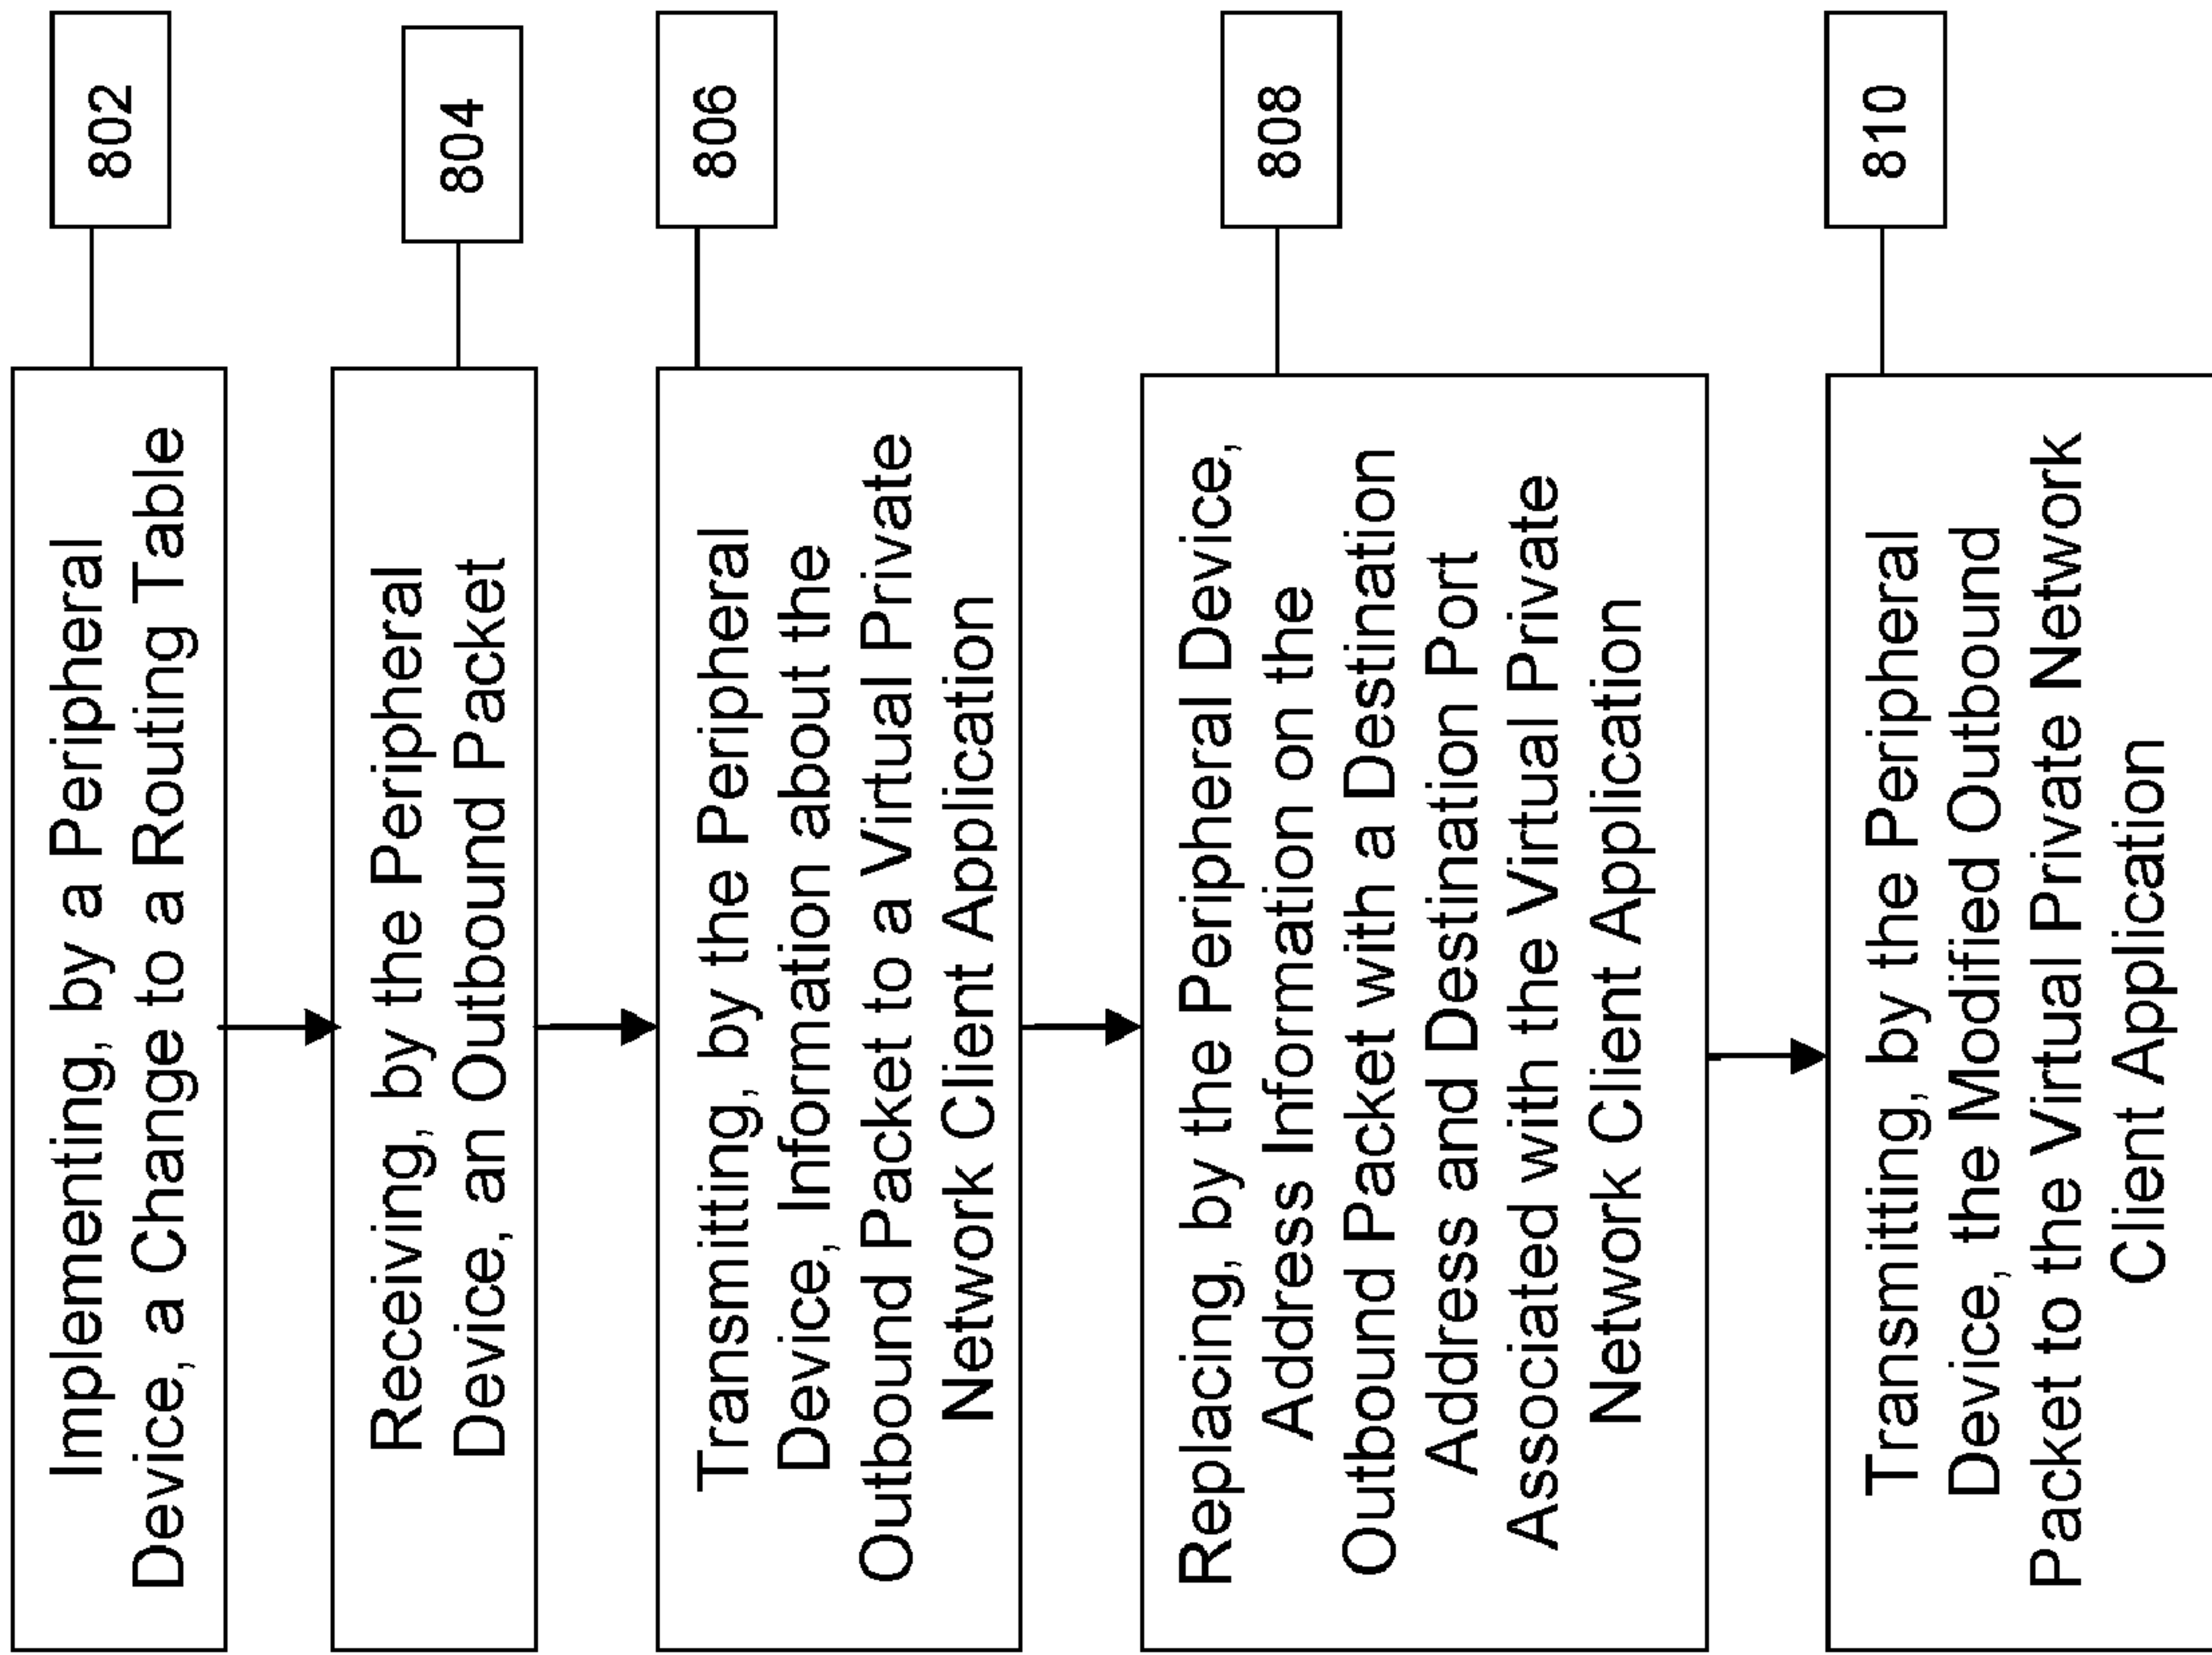 Implementing, by a Peripheral
Device, a Change to a Routing Table
802
Receiving, by the Peripheral
Device, an Outbound Packet
804
Transmitting, by the Peripheral
Device, Information about the
Outbound Packet to a Virtual Private
Network Client Application
806
Replacing, by the Peripheral Device,
Address Information on the
Outbound Packet with a Destination
Address and Destination Port
Associated with the Virtual Private
Network Client Application
808
Transmitting, by the Peripheral
Device, the Modified Outbound
Packet to the Virtual Private Network
Client Application
810